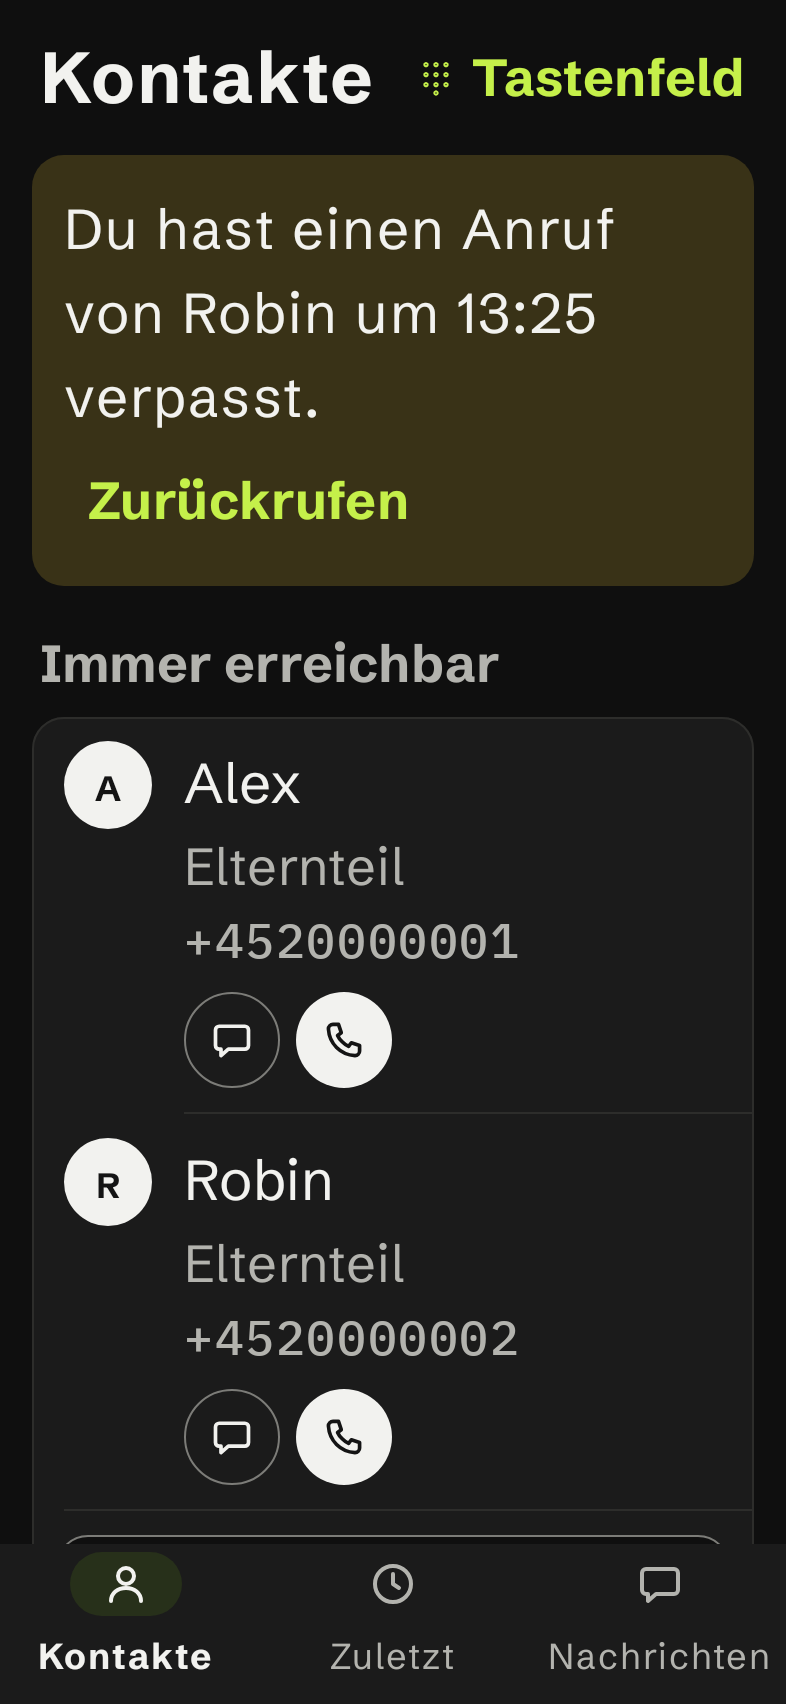 Kontakte
Tastenfeld
Du hast einen Anruf
von Robin um 13:25
verpasst.
Zurückrufen
Immer erreichbar
A
Alex
Elternteil
+4520000001
R
Robin
Elternteil
+4520000002
Kontakte
Zuletzt
Nachrichten